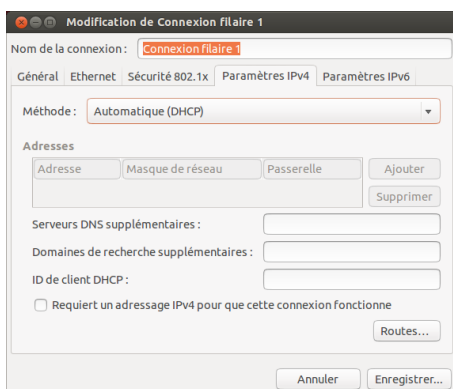 Modification de Connexion filaire 1
Nom de la connexion : Connexion filaire 1
Général Ethernet Sécurité 802.1x Paramètres IPv4 Paramètres IPv6
Méthode : Automatique (DHCP)
Adresses
Adresse Masque de réseau Passerelle Ajouter
Supprimer
Serveurs DNS supplémentaires :
Domaines de recherche supplémentaires :
ID de client DHCP :
Requiert un adressage IPv4 pour que cette connexion fonctionne
Routes...
Annuler Enregistrer...